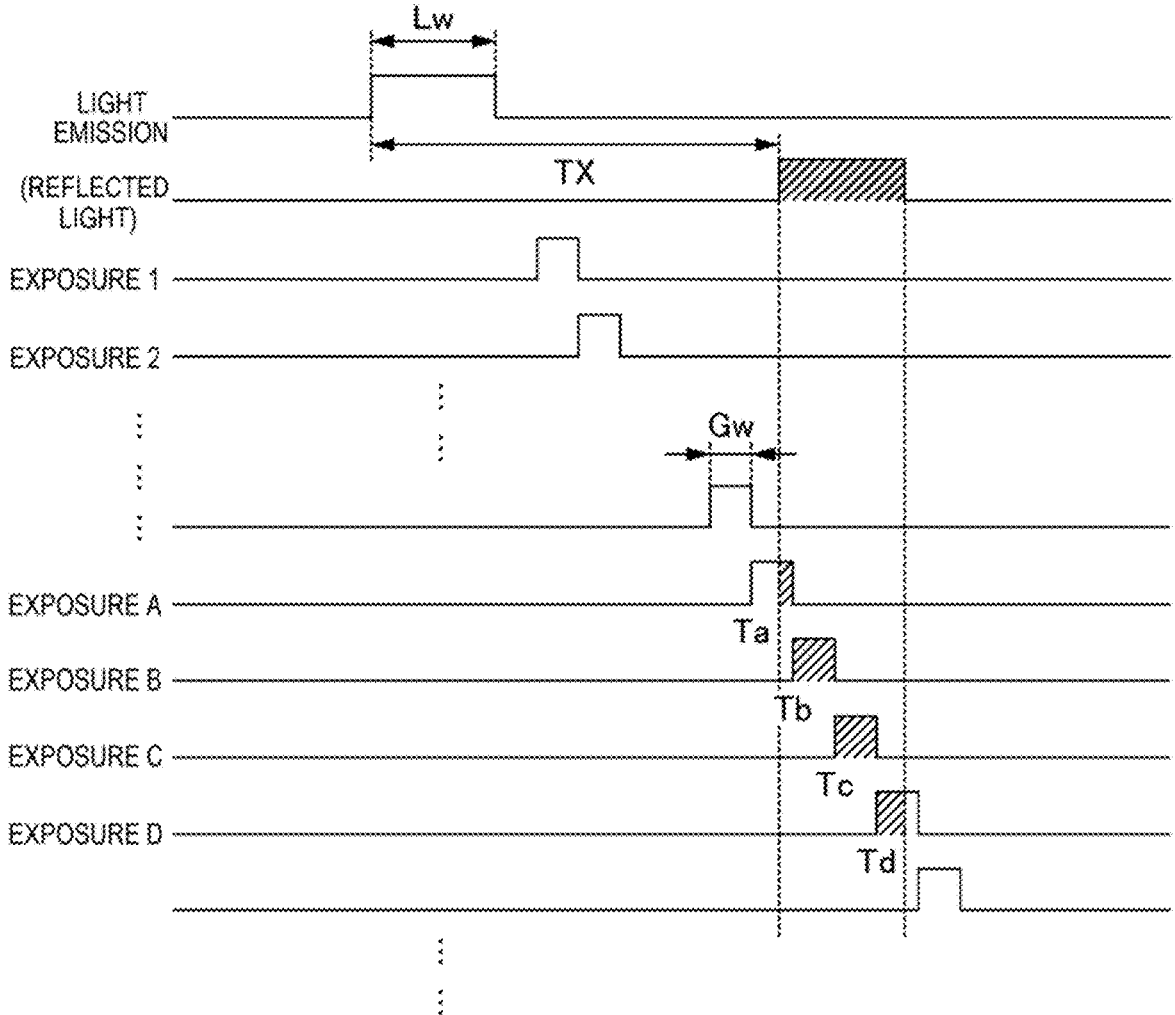 Lw
LIGHT
EMISSION
TX
(REFLECTED
LIGHT)
EXPOSURE 1
EXPOSURE 2
Gw
EXPOSURE A
Ta
EXPOSURE B
Tb
EXPOSURE C
Tc
EXPOSURE D
Td